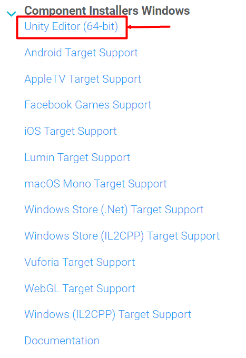 Component Installers Windows
Unity Editor (64-bit)
Android Target Support
AppleTV Target Support
Facebook Games Support
iOS Target Support
Lumin Target Support
macOS Mono Target Support
Windows Store (.Net) Target Support
Windows Store (IL2CPP) Target Support
Vuforia Target Support
WebGL Target Support
Windows (IL2CPP) Target Support
Documentation